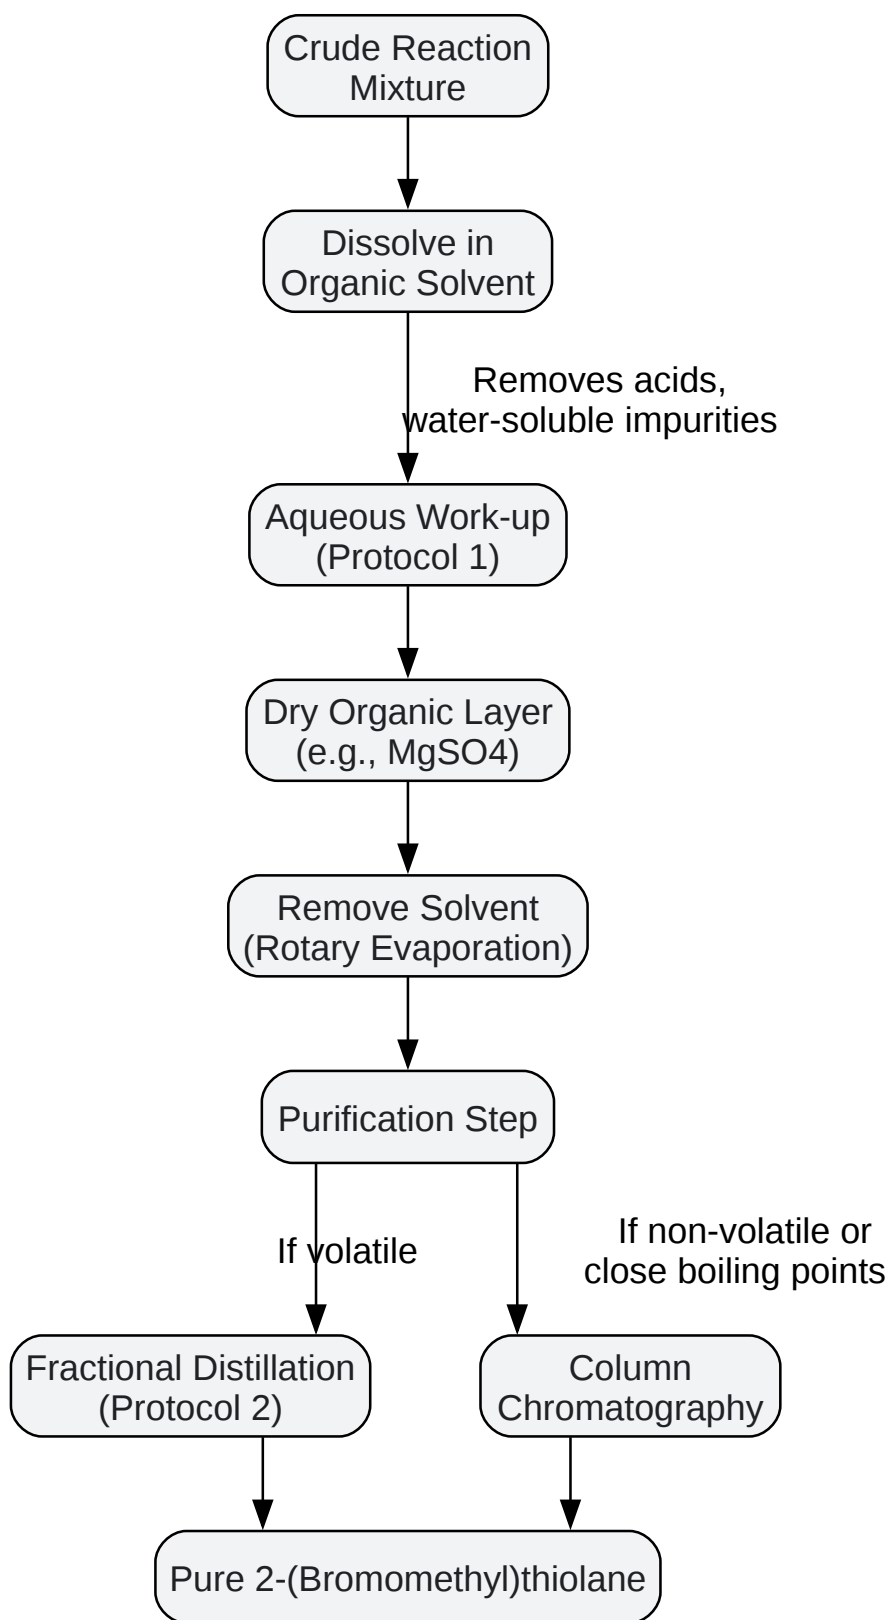 Crude Reaction
Mixture
Dissolve in
Organic Solvent
Removes acids,
water-soluble impurities
Aqueous Work-up
(Protocol 1)
Dry Organic Layer
(e.g., MgSO4)
Remove Solvent
(Rotary Evaporation)
Purification Step
If volatile
If non-volatile or
close boiling points
Fractional Distillation
(Protocol 2)
Column
Chromatography
Pure 2-(Bromomethyl)thiolane